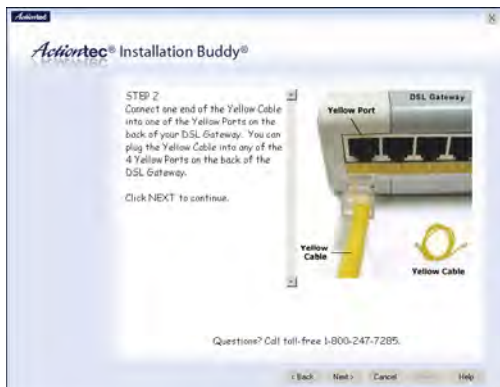 Actiontec
Actiontec® Installation Buddy®
STEP 2
Connect one end of the Yellow Cable
into one of the Yellow Ports on the
back of your DSL Gateway. You can
plug the Yellow Cable into any of the
4 Yellow Ports on the back of the
DSL Gateway.
Click NEXT to continue.
DSL Gateway
Yellow Port
Yellow
Cable
Yellow Cable
Questions? Call toll-free 1-800-247-7285.
< Back Next > Cancel Help